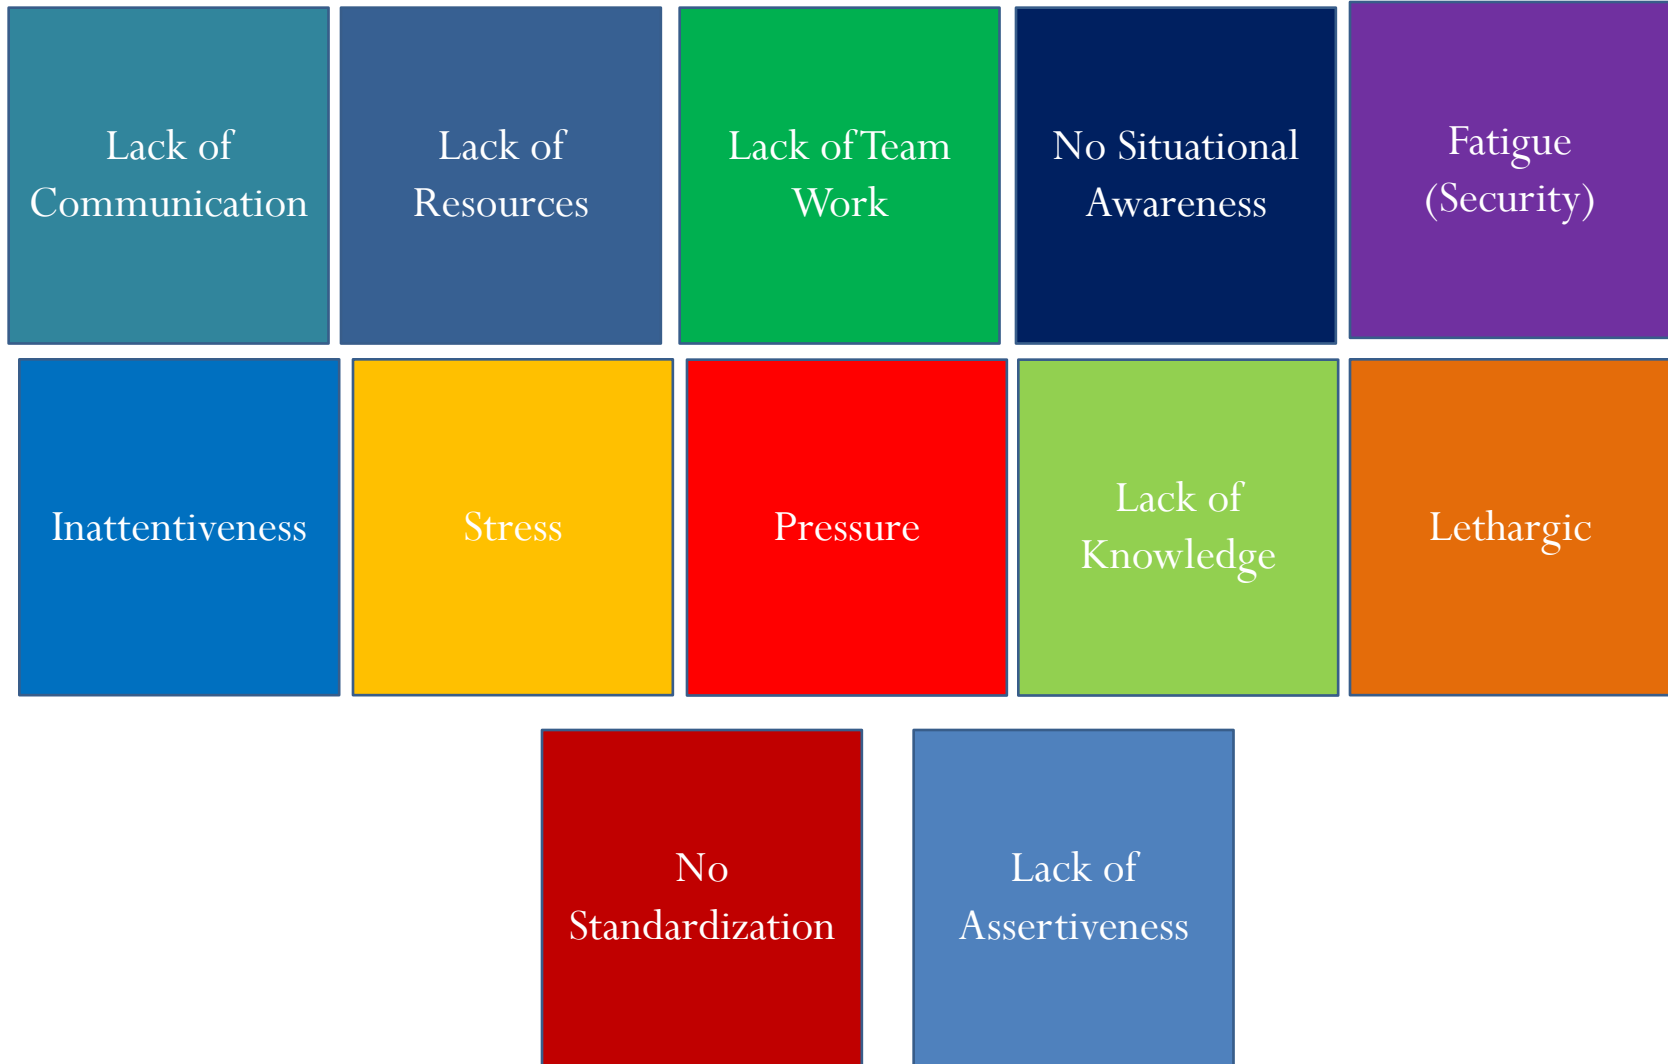 Lack of
Communication
Lack of
Resources
Lack of Team
Work
No Situational
Awareness
Fatigue
(Security)
Inattentiveness
Stress
Pressure
Lack of
Knowledge
Lethargic
No
Standardization
Lack of
Assertiveness